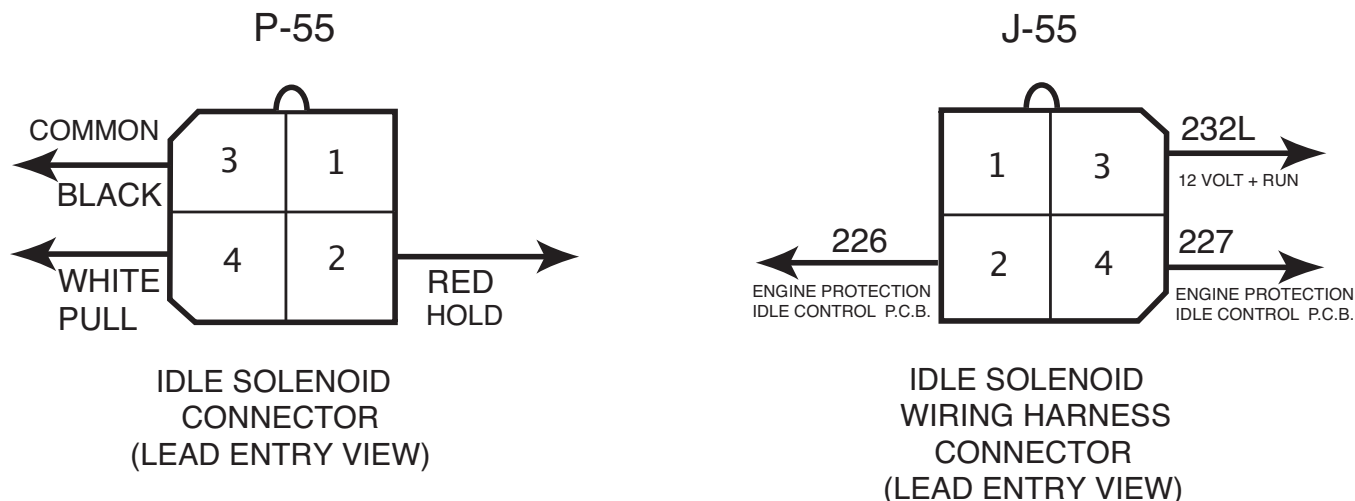 P-55
COMMON
BLACK
WHITE
PULL
3
1
4
2
RED
HOLD
IDLE SOLENOID
CONNECTOR
(LEAD ENTRY VIEW)
J-55
1
3
2
4
226
ENGINE PROTECTION
IDLE CONTROL P.C.B.
232L
12 VOLT + RUN
227
ENGINE PROTECTION
IDLE CONTROL P.C.B.
IDLE SOLENOID
WIRING HARNESS
CONNECTOR
(LEAD ENTRY VIEW)